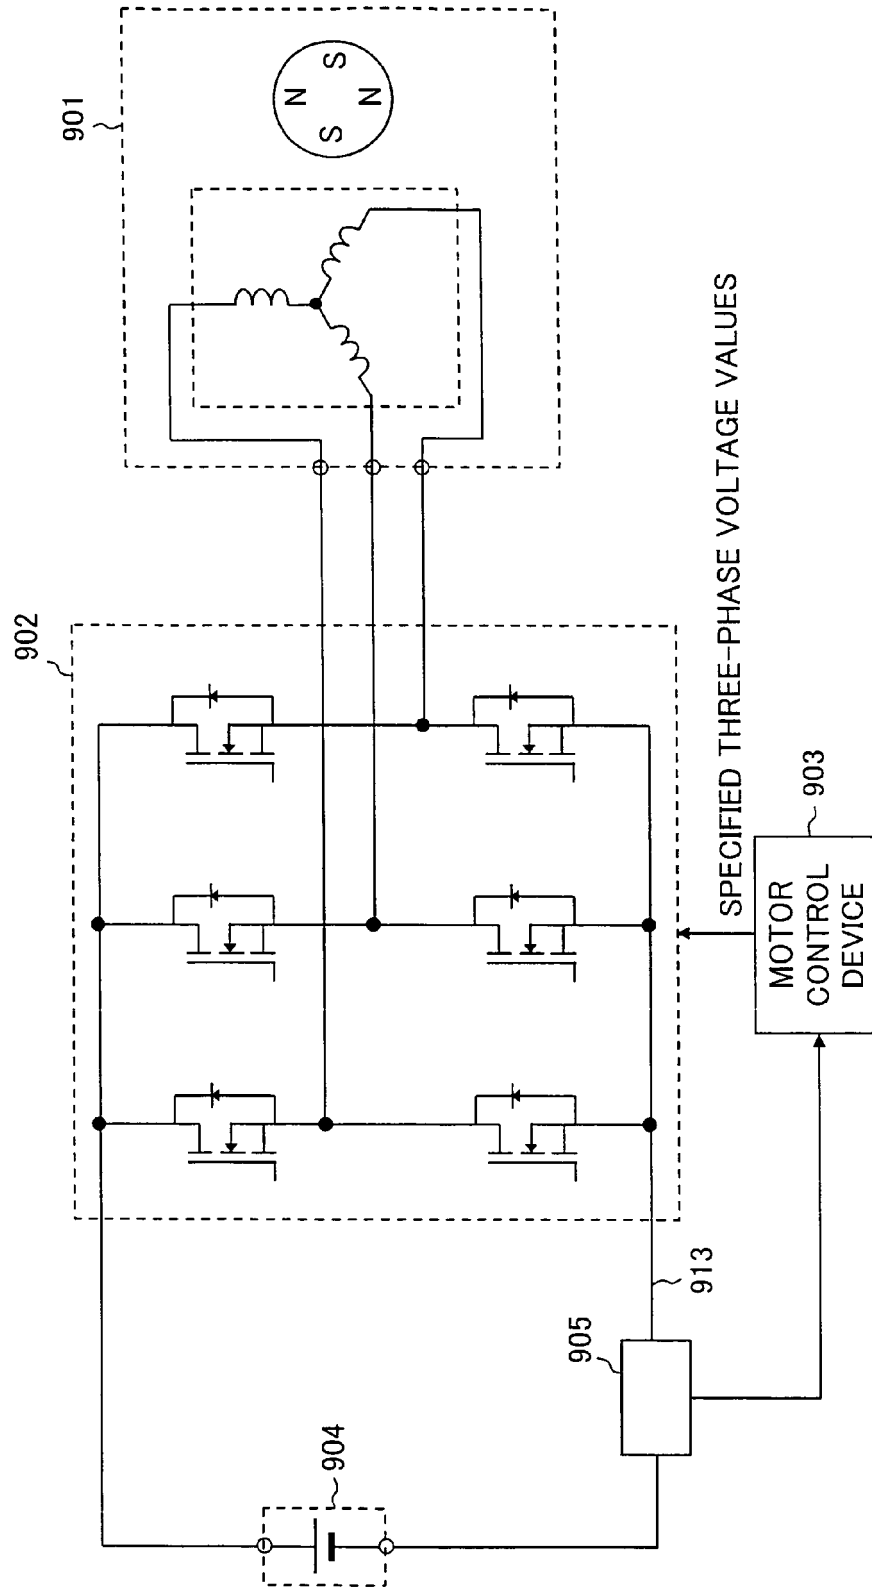 901
N
S
S
N
902
SPECIFIED THREE-PHASE VOLTAGE VALUES
903
MOTOR
CONTROL
DEVICE
913
905
904